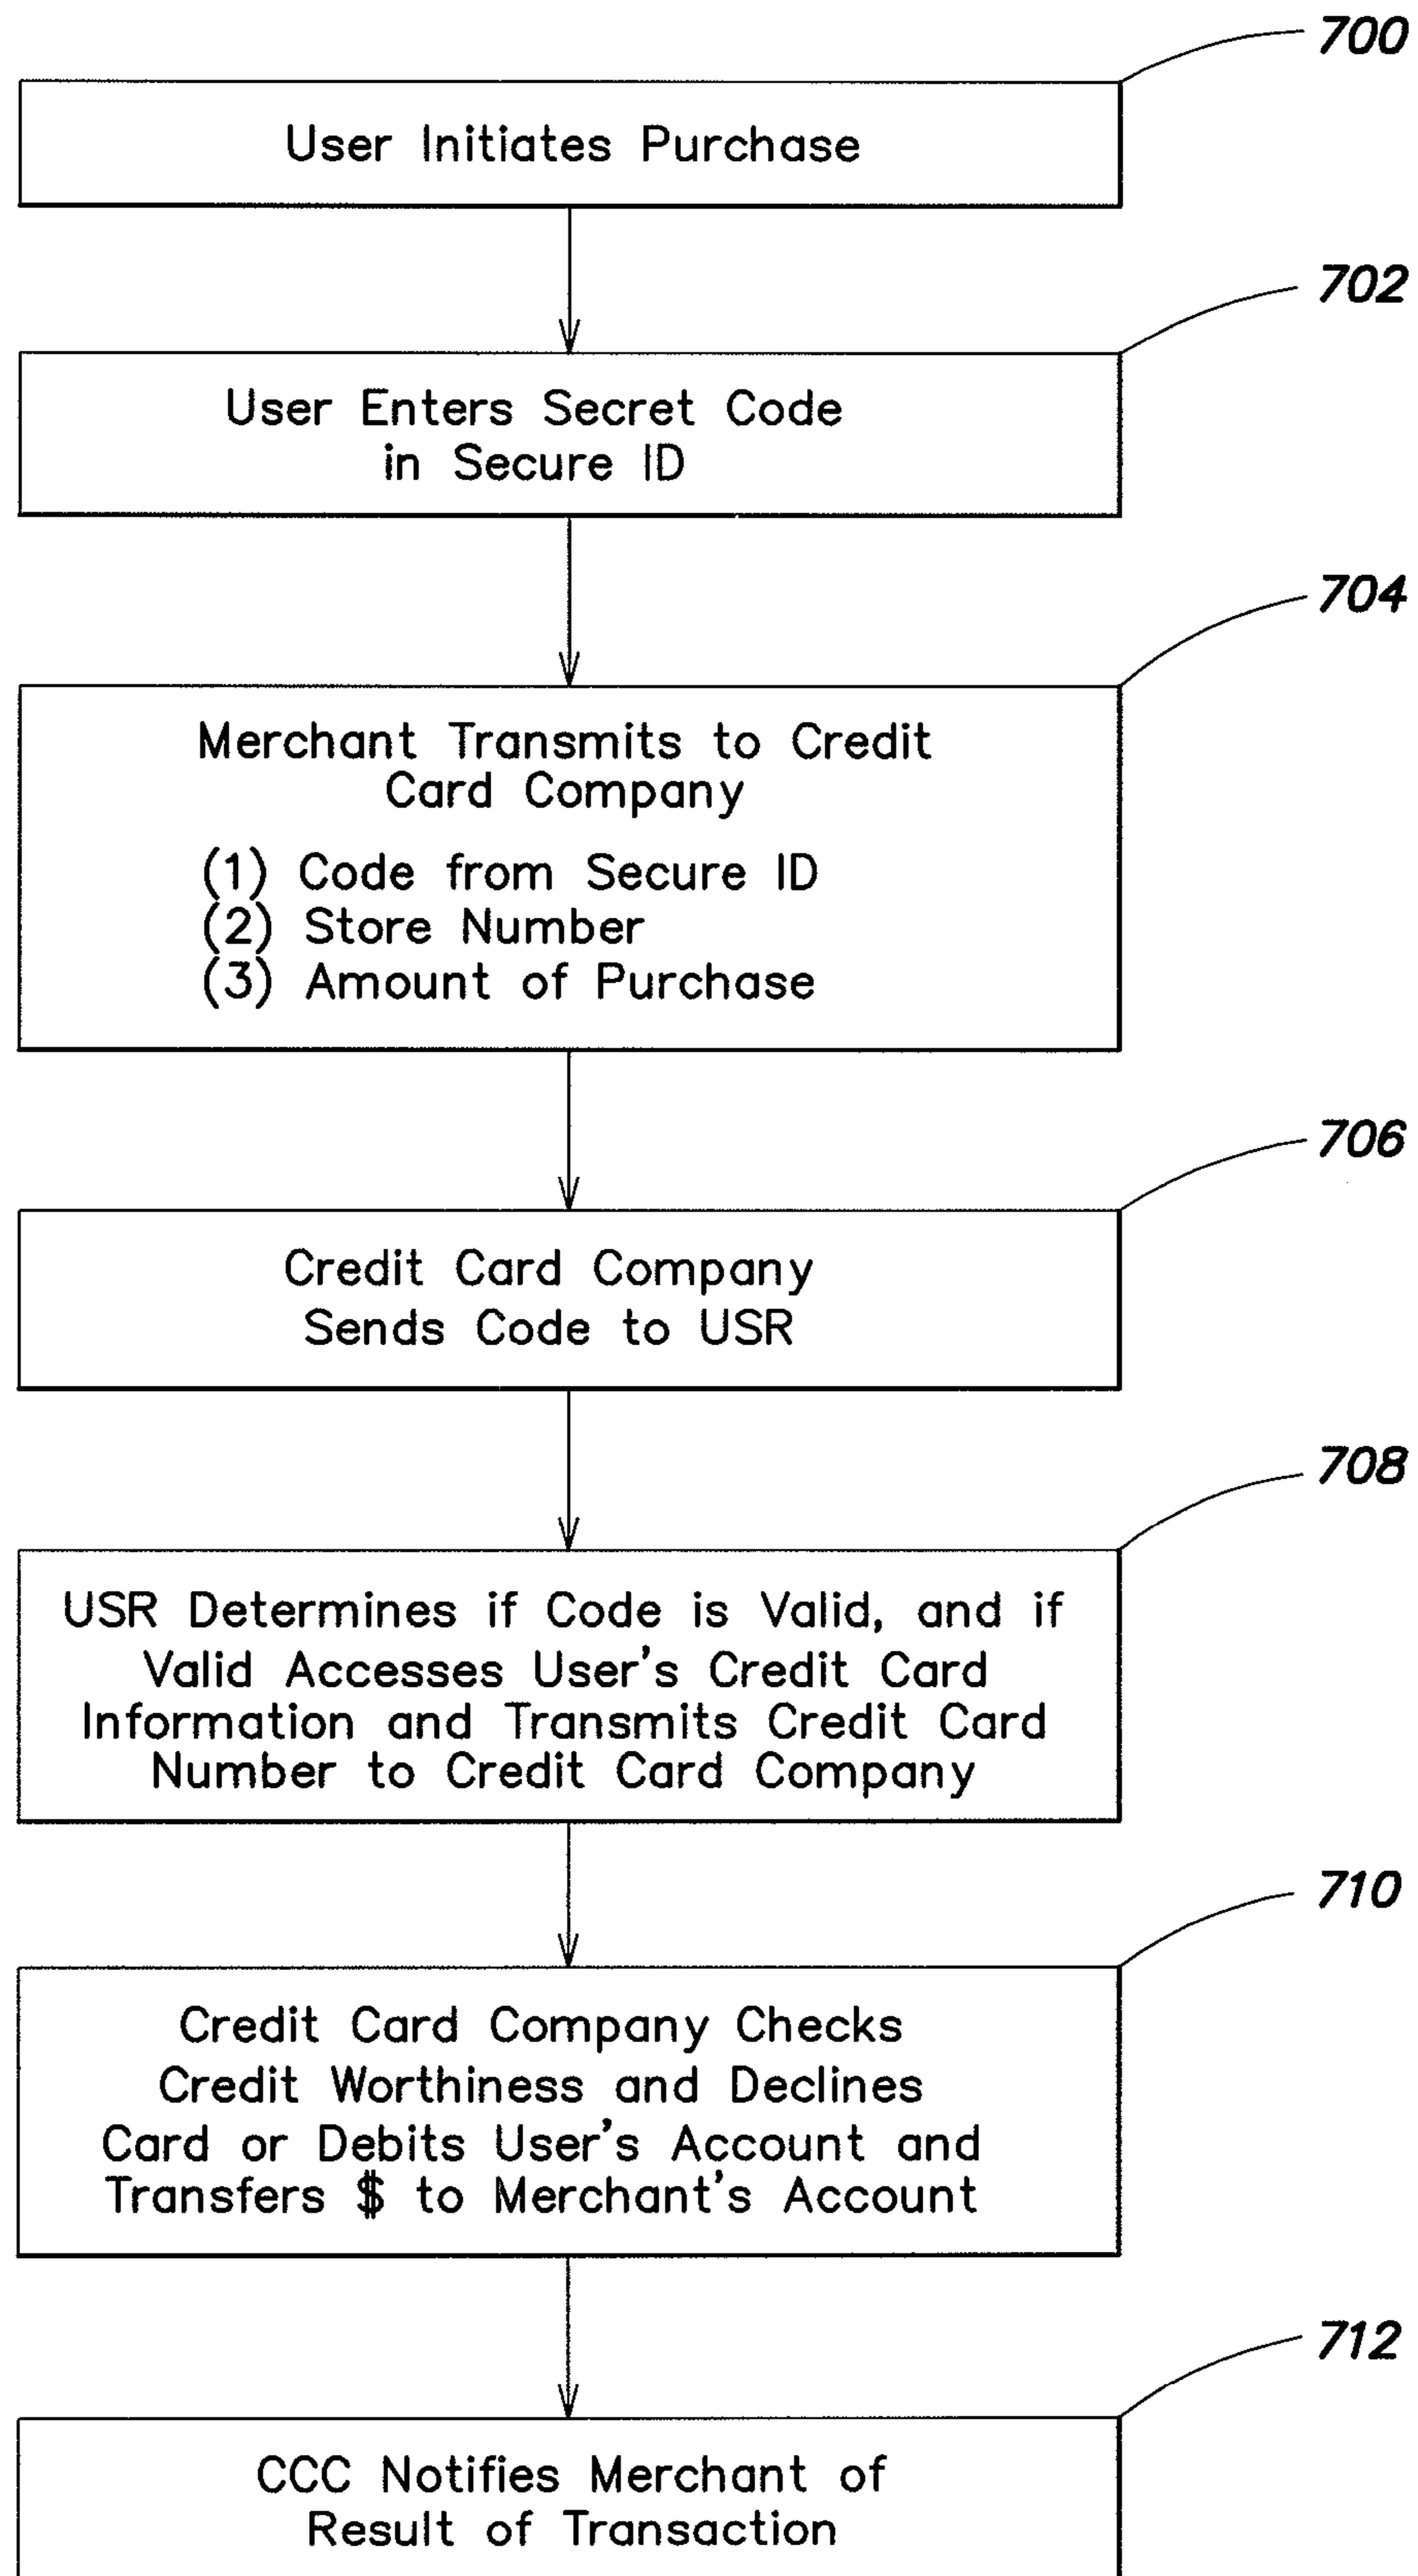 700
User Initiates Purchase
702
User Enters Secret Code
in Secure ID
704
Merchant Transmits to Credit
Card Company
(1) Code from Secure ID
(2) Store Number
(3) Amount of Purchase
706
Credit Card Company
Sends Code to USR
708
USR Determines if Code is Valid, and if
Valid Accesses User's Credit Card
Information and Transmits Credit Card
Number to Credit Card Company
710
Credit Card Company Checks
Credit Worthiness and Declines
Card or Debits User's Account and
Transfers $ to Merchant's Account
712
CCC Notifies Merchant of
Result of Transaction